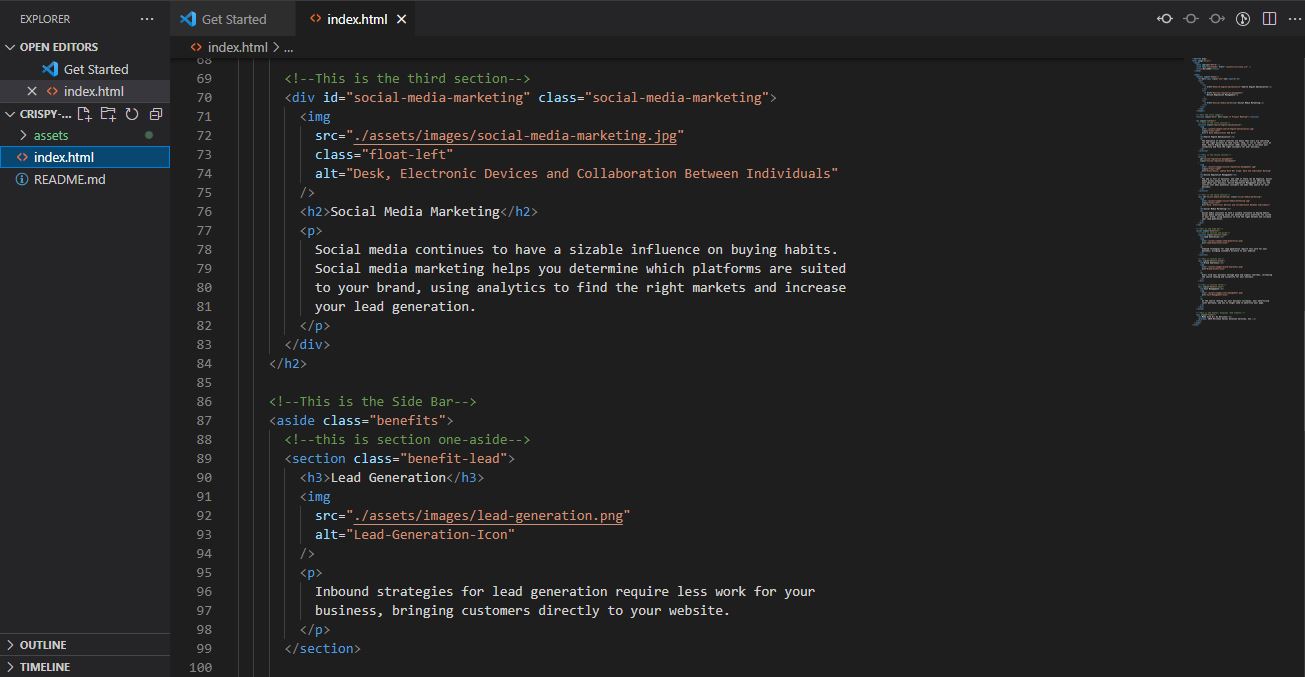 EXPLORER
OPEN EDITORS
Get Started
index.html
CRISPY-...
assets
index.html
README.md
OUTLINE
TIMELINE
Get Started
index.html
index.html > ...
68
69 <!--This is the third section-->
70 <div id="social-media-marketing" class="social-media-marketing">
71 <img
72 src="./assets/images/social-media-marketing.jpg"
73 class="float-left"
74 alt="Desk, Electronic Devices and Collaboration Between Individuals"
75 />
76 <h2>Social Media Marketing</h2>
77 <p>
78 Social media continues to have a sizable influence on buying habits.
79 Social media marketing helps you determine which platforms are suited
80 to your brand, using analytics to find the right markets and increase
81 your lead generation.
82 </p>
83 </div>
84 </h2>
85
86 <!--This is the Side Bar-->
87 <aside class="benefits">
88 <!--this is section one-aside-->
89 <section class="benefit-lead">
90 <h3>Lead Generation</h3>
91 <img
92 src="./assets/images/lead-generation.png"
93 alt="Lead-Generation-Icon"
94 />
95 <p>
96 Inbound strategies for lead generation require less work for your
97 business, bringing customers directly to your website.
98 </p>
99 </section>
100